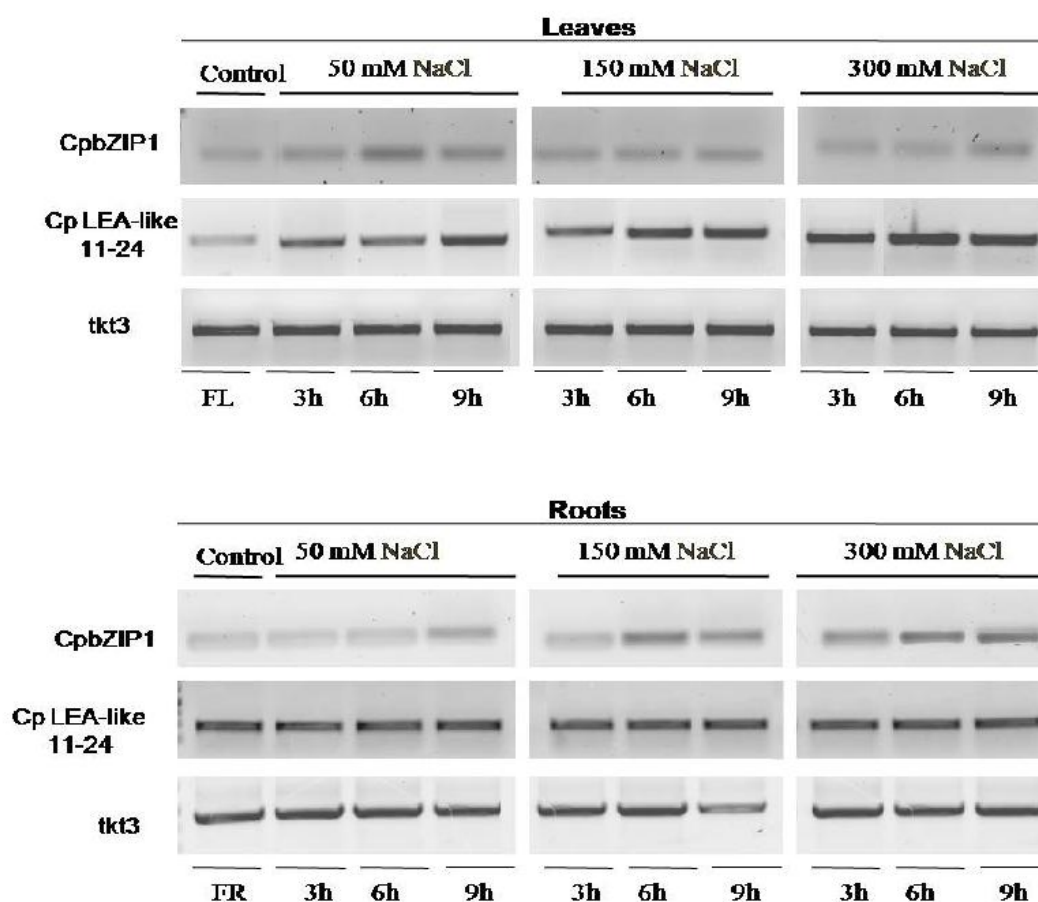 Leaves
Control 50 mM NaCl 150 mM NaCl 300 mM NaCl
CpbZIP1
Cp LEA-like
11-24
tkt3
FL 3h 6h 9h 3h 6h 9h 3h 6h 9h
Roots
Control 50 mM NaCl 150 mM NaCl 300 mM NaCl
CpbZIP1
Cp LEA-like
11-24
tkt3
FR 3h 6h 9h 3h 6h 9h 3h 6h 9h